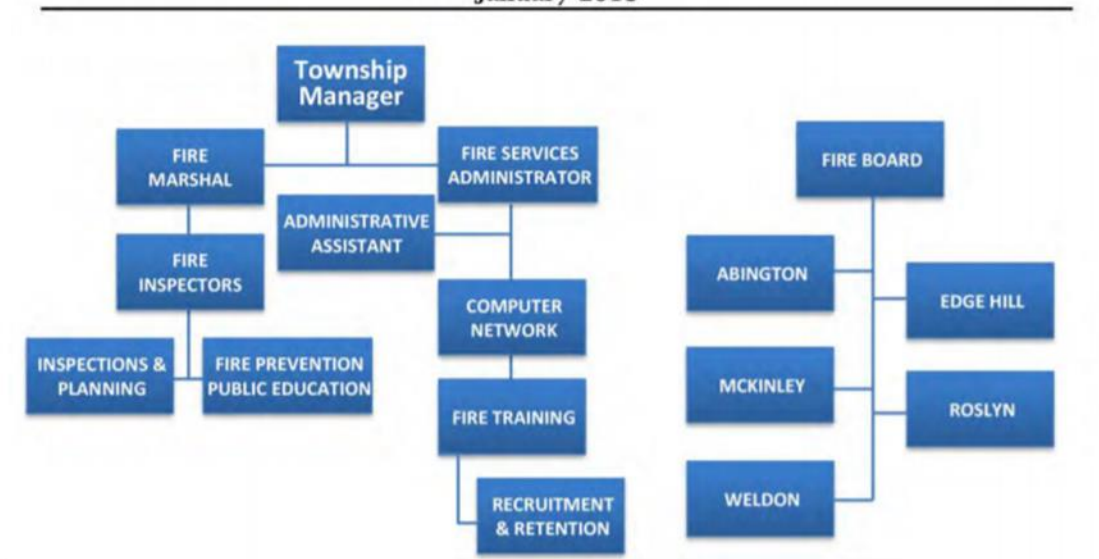 Township
Manager
FIRE
MARSHAL
FIRE SERVICES
ADMINISTRATOR
ADMINISTRATIVE
ASSISTANT
FIRE
INSPECTORS
COMPUTER
NETWORK
INSPECTIONS &
PLANNING
FIRE PREVENTION
PUBLIC EDUCATION
FIRE TRAINING
RECRUITMENT
& RETENTION
FIRE BOARD
ABINGTON
EDGE HILL
MCKINLEY
ROSLYN
WELDON